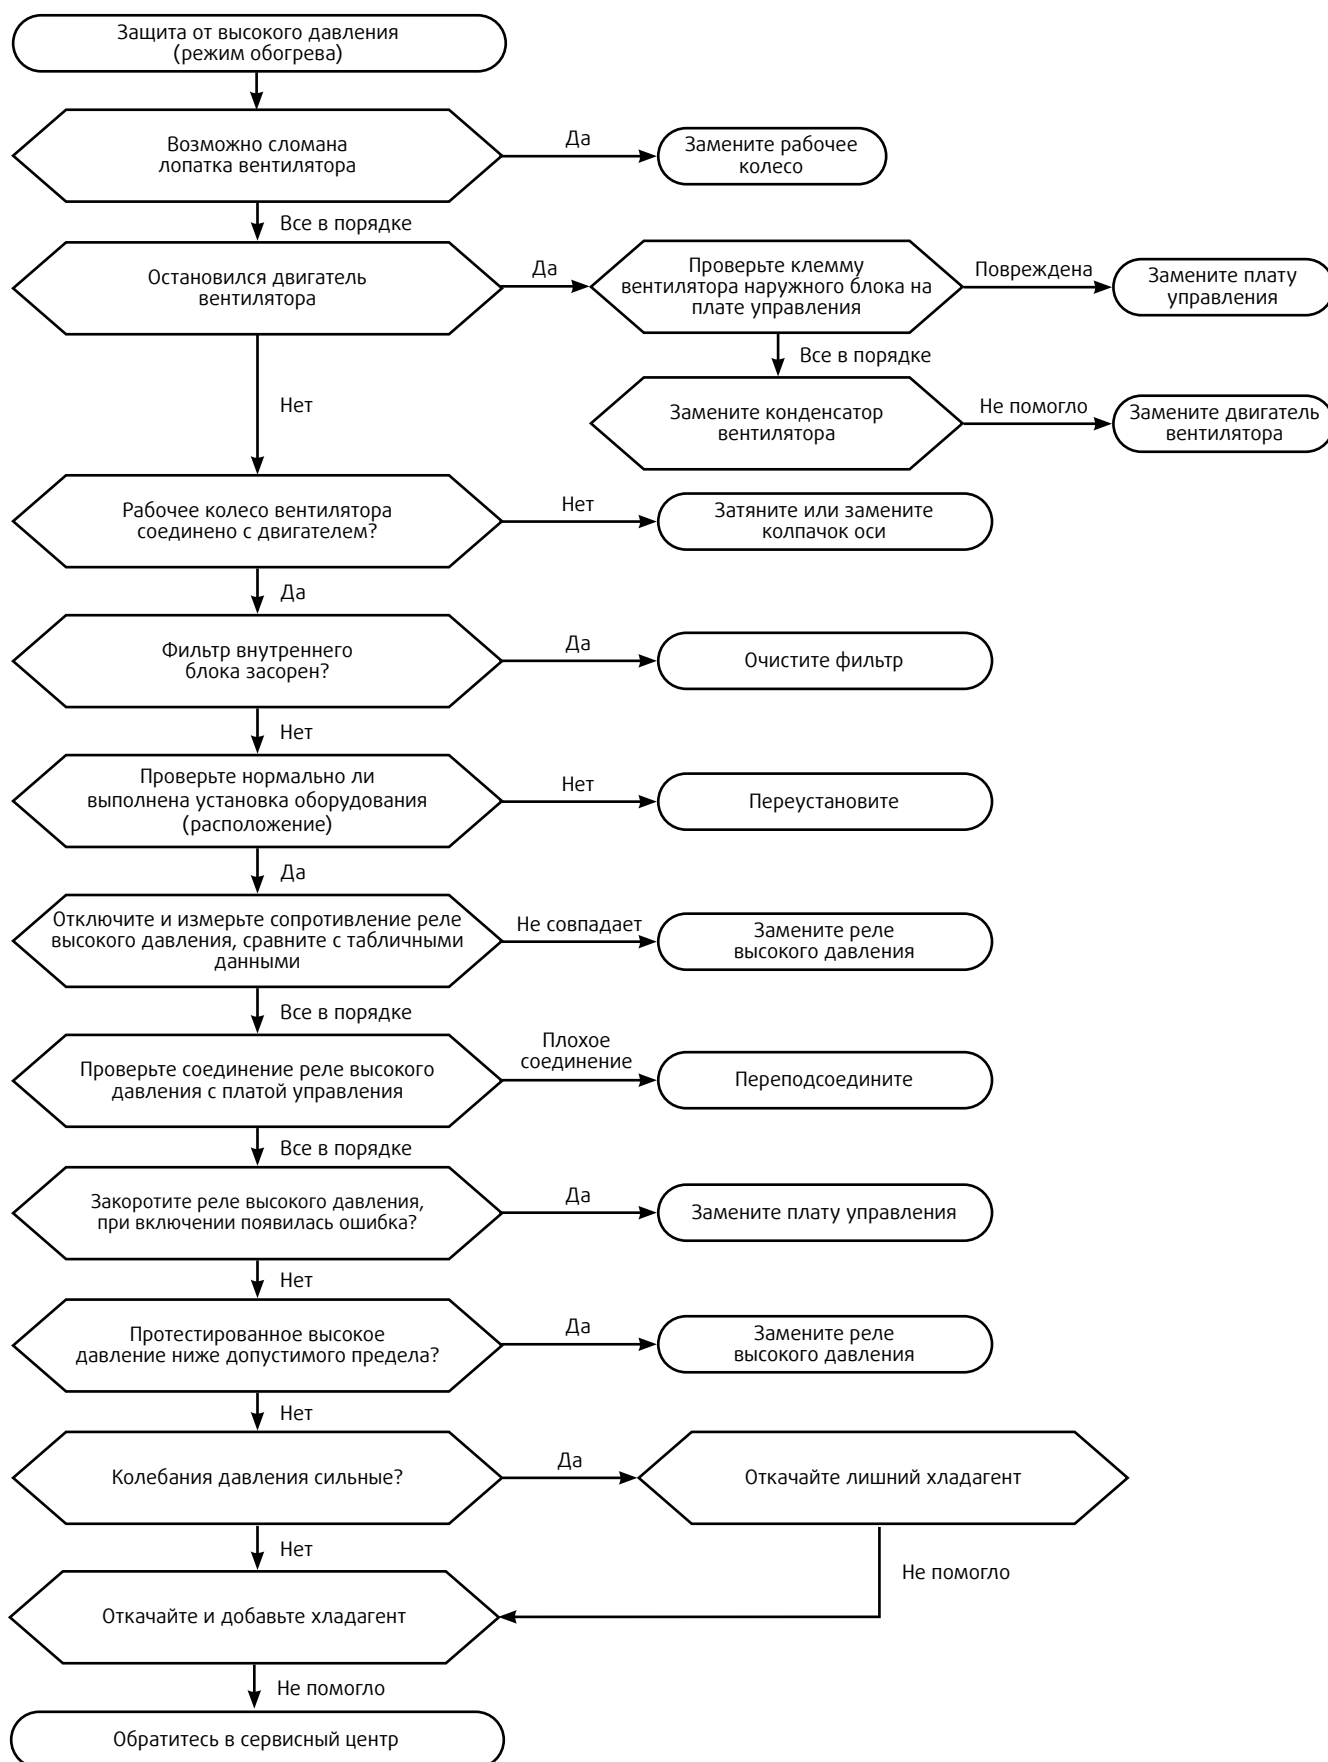 Защита от высокого давления
(режим обогрева)
Возможно сломана
лопатка вентилятора
Да
Замените рабочее
колесо
Все в порядке
Остановился двигатель
вентилятора
Да
Проверьте клемму
вентилятора наружного блока на
плате управления
Повреждена
Замените плату
управления
Все в порядке
Нет
Замените конденсатор
вентилятора
Не помогло
Замените двигатель
вентилятора
Рабочее колесо вентилятора
соединено с двигателем?
Нет
Затяните или замените
колпачок оси
Да
Фильтр внутреннего
блока засорен?
Да
Очистите фильтр
Нет
Проверьте нормально ли
выполнена установка оборудования
(расположение)
Нет
Переустановите
Да
Отключите и измерьте сопротивление реле
высокого давления, сравните с табличными
данными
Не совпадает
Замените реле
высокого давления
Все в порядке
Проверьте соединение реле высокого
давления с платой управления
Плохое
соединение
Переподсоедините
Все в порядке
Закоротите реле высокого давления,
при включении появилась ошибка?
Да
Замените плату управления
Нет
Протестированное высокое
давление ниже допустимого предела?
Да
Замените реле
высокого давления
Нет
Колебания давления сильные?
Да
Откачайте лишний хладагент
Нет
Не помогло
Откачайте и добавьте хладагент
Не помогло
Обратитесь в сервисный центр